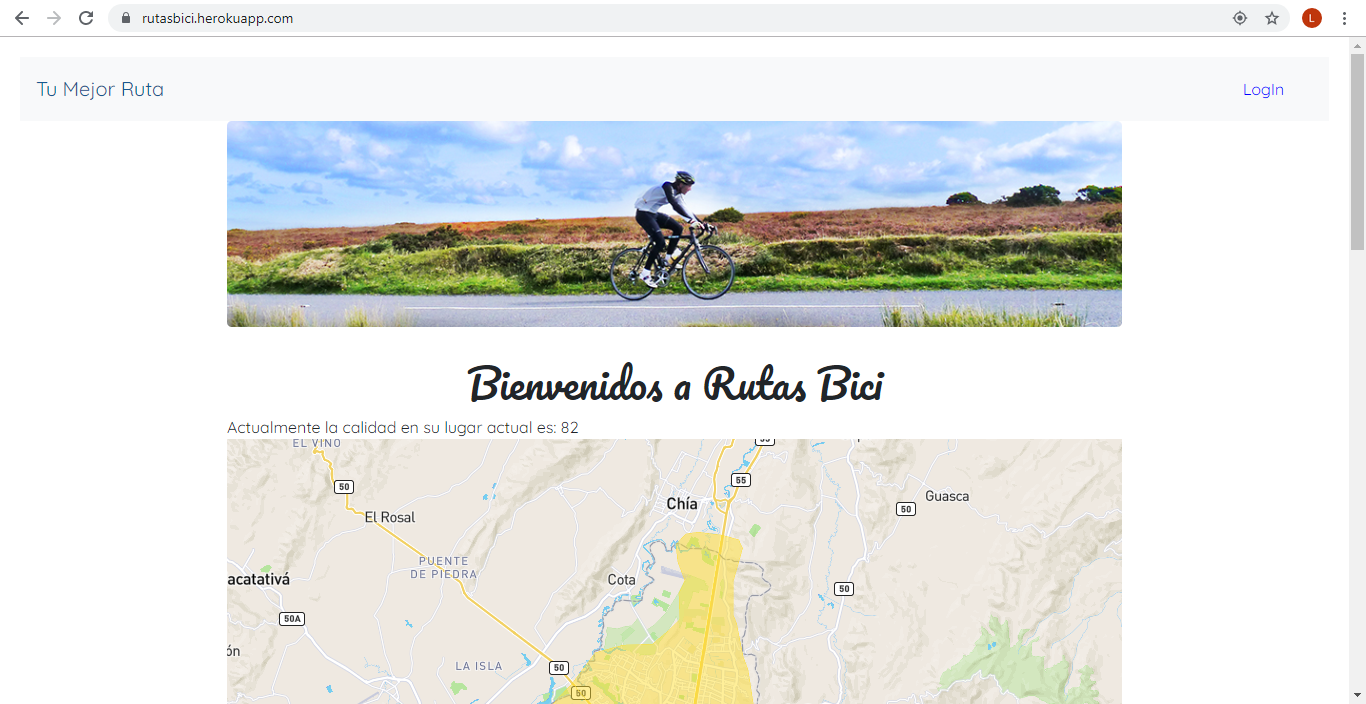 rutasbici.herokuapp.com
L
Tu Mejor Ruta
LogIn
Bienvenidos a Rutas Bici
Actualmente la calidad en su lugar actual es: 82
EL VINO
55
50
55
Chía
Guasca
50
El Rosal
PUENTE
DE PIEDRA
acatativá
Cota
50
50A
ón
LA ISLA
50
50